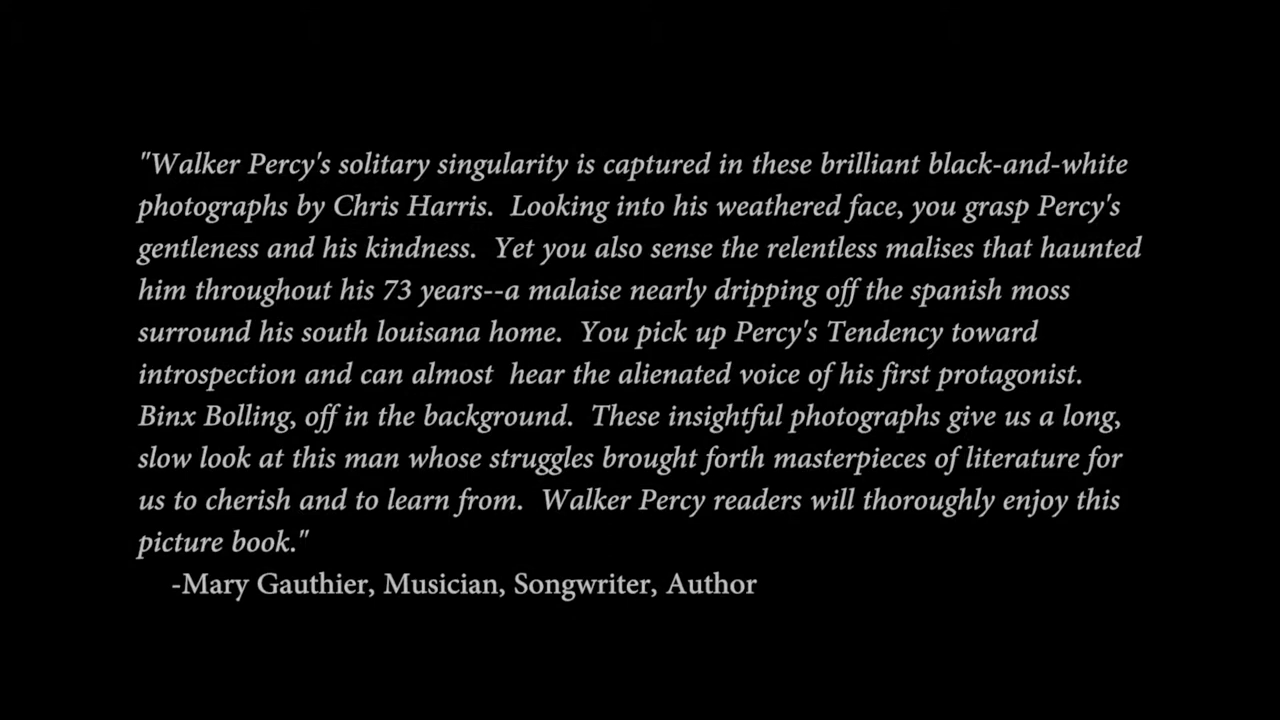 "Walker Percy's solitary singularity is captured in these brilliant black-and-white
photographs by Chris Harris.  Looking into his weathered face, you grasp Percy's
gentleness and his kindness.  Yet you also sense the relentless malises that haunted
him throughout his 73 years--a malaise nearly dripping off the spanish moss
surround his south louisana home.  You pick up Percy's Tendency toward
introspection and can almost  hear the alienated voice of his first protagonist.
Binx Bolling, off in the background.  These insightful photographs give us a long,
slow look at this man whose struggles brought forth masterpieces of literature for
us to cherish and to learn from.  Walker Percy readers will thoroughly enjoy this
picture book."
-Mary Gauthier, Musician, Songwriter, Author